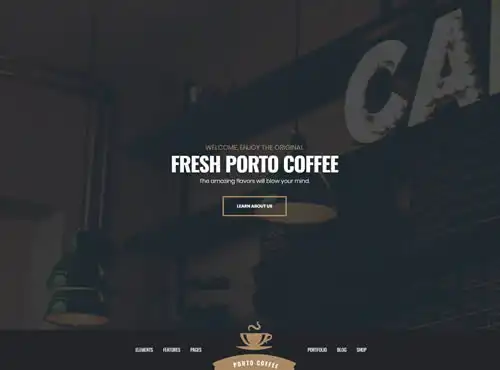 CA
WELCOME, ENJOY THE ORIGINAL
FRESH PORTO COFFEE
The amazing flavors will blow your mind.
LEARN ABOUT US
ELEMENTS FEATURES PAGES PORTFOLIO BLOG SHOP
PORTO COFFEE